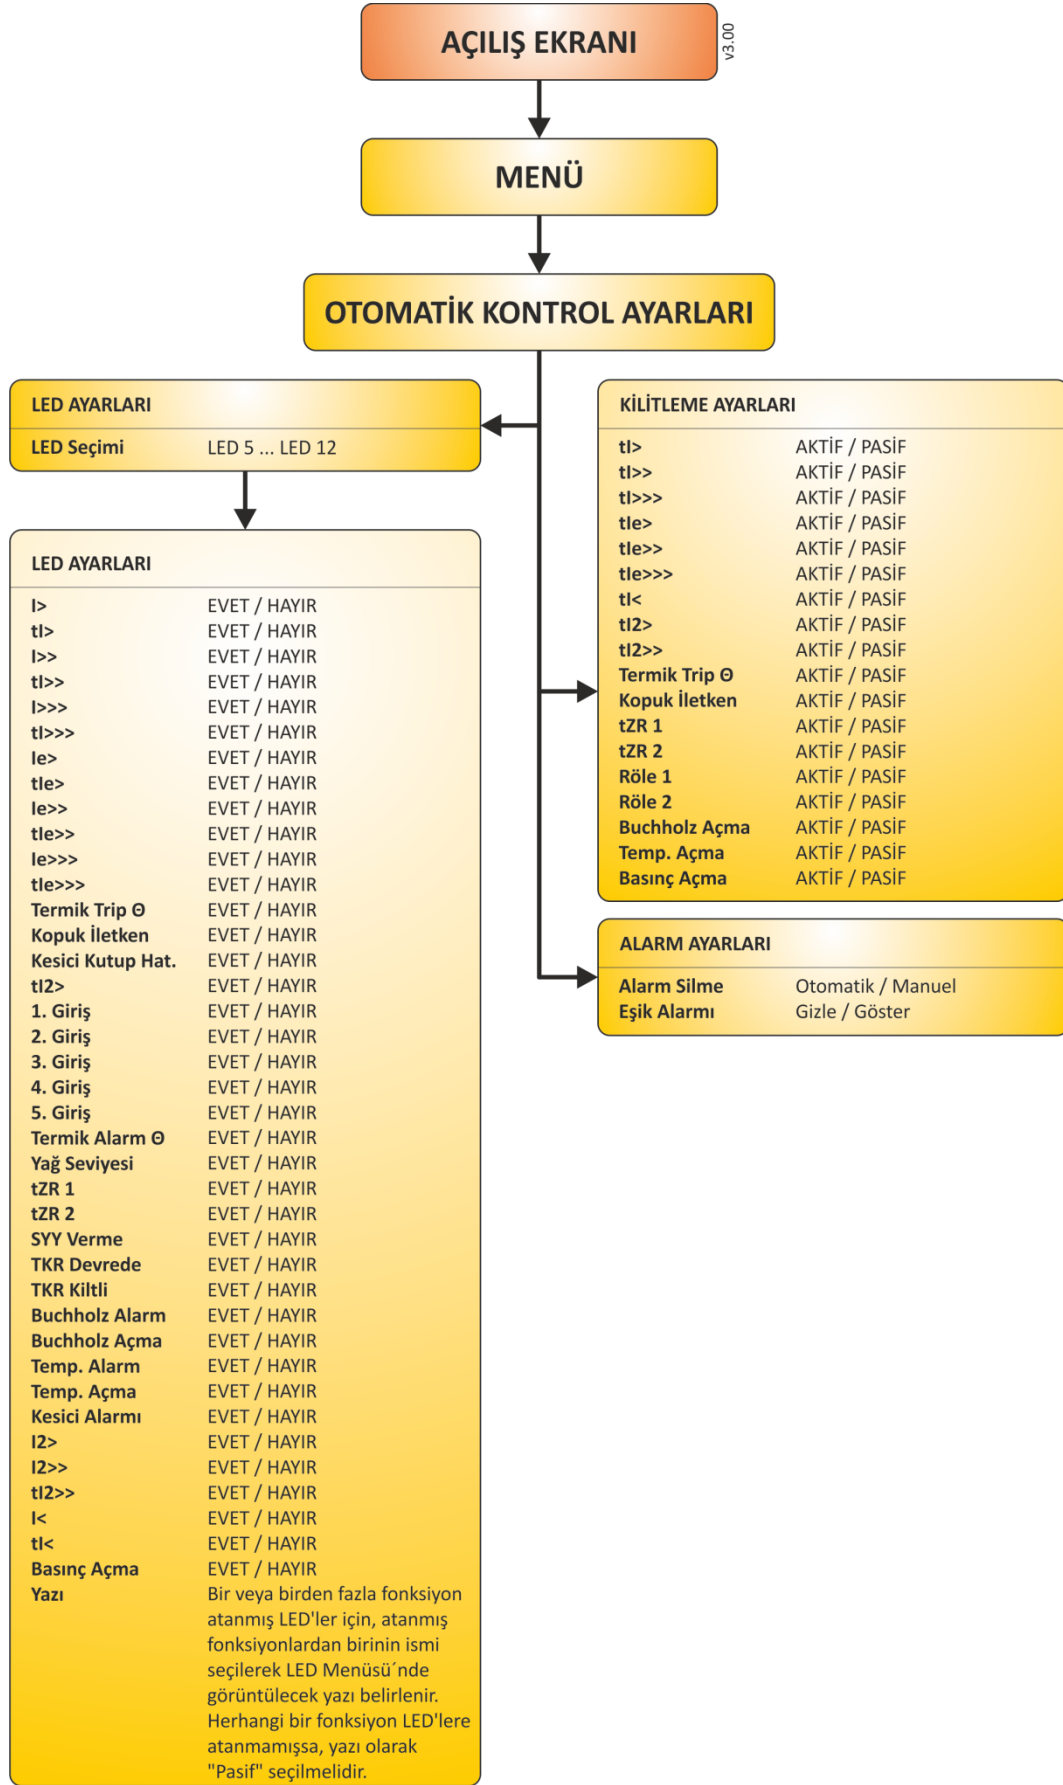 AÇILIŞ EKRANI
v3.00
MENÜ
OTOMATİK KONTROL AYARLARI
LED AYARLARI
LED Seçimi LED 5 ... LED 12
LED AYARLARI
I> EVET / HAYIR
tI> EVET / HAYIR
I>> EVET / HAYIR
tI>> EVET / HAYIR
I>>> EVET / HAYIR
tI>>> EVET / HAYIR
Ie> EVET / HAYIR
tIe> EVET / HAYIR
Ie>> EVET / HAYIR
tIe>> EVET / HAYIR
Ie>>> EVET / HAYIR
tIe>>> EVET / HAYIR
Termik Trip Θ EVET / HAYIR
Kopuk İletken EVET / HAYIR
Kesici Kutup Hat. EVET / HAYIR
tI2> EVET / HAYIR
1. Giriş EVET / HAYIR
2. Giriş EVET / HAYIR
3. Giriş EVET / HAYIR
4. Giriş EVET / HAYIR
5. Giriş EVET / HAYIR
Termik Alarm Θ EVET / HAYIR
Yağ Seviyesi EVET / HAYIR
tZR 1 EVET / HAYIR
tZR 2 EVET / HAYIR
SYY Verme EVET / HAYIR
TKR Devrede EVET / HAYIR
TKR Kiltli EVET / HAYIR
Buchholz Alarm EVET / HAYIR
Buchholz Açma EVET / HAYIR
Temp. Alarm EVET / HAYIR
Temp. Açma EVET / HAYIR
Kesici Alarmı EVET / HAYIR
I2> EVET / HAYIR
I2>> EVET / HAYIR
tI2>> EVET / HAYIR
I< EVET / HAYIR
tI< EVET / HAYIR
Basınç Açma EVET / HAYIR
Yazı Bir veya birden fazla fonksiyon
atanmış LED'ler için, atanmış
fonksiyonlardan birinin ismi
seçilerek LED Menüsü´nde
görüntülecek yazı belirlenir.
Herhangi bir fonksiyon LED'lere
atanmamışsa, yazı olarak
"Pasif" seçilmelidir.
KİLİTLEME AYARLARI
tI> AKTİF / PASİF
tI>> AKTİF / PASİF
tI>>> AKTİF / PASİF
tIe> AKTİF / PASİF
tIe>> AKTİF / PASİF
tIe>>> AKTİF / PASİF
tI< AKTİF / PASİF
tI2> AKTİF / PASİF
tI2>> AKTİF / PASİF
Termik Trip Θ AKTİF / PASİF
Kopuk İletken AKTİF / PASİF
tZR 1 AKTİF / PASİF
tZR 2 AKTİF / PASİF
Röle 1 AKTİF / PASİF
Röle 2 AKTİF / PASİF
Buchholz Açma AKTİF / PASİF
Temp. Açma AKTİF / PASİF
Basınç Açma AKTİF / PASİF
ALARM AYARLARI
Alarm Silme Otomatik / Manuel
Eşik Alarmı Gizle / Göster